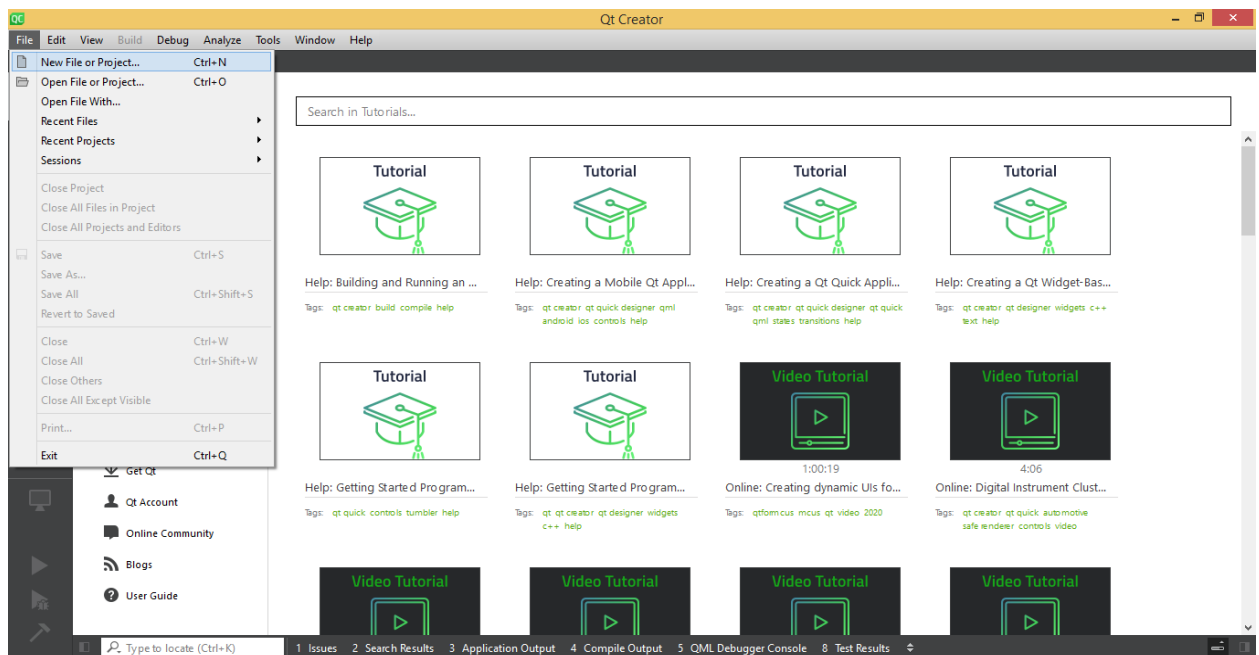 QC
Qt Creator
File Edit View Build Debug Analyze Tools Window Help
New File or Project... Ctrl+N
Open File or Project... Ctrl+O
Open File With...
Recent Files
Recent Projects
Sessions
Close Project
Close All Files in Project
Close All Projects and Editors
Save Ctrl+S
Save As...
Save All Ctrl+Shift+S
Revert to Saved
Close Ctrl+W
Close All Ctrl+Shift+W
Close Others
Close All Except Visible
Print... Ctrl+P
Exit Ctrl+Q
Get Qt
Qt Account
Online Community
Blogs
User Guide
Search in Tutorials...
Tutorial
Help: Building and Running an ...
Tags: qt creator build compile help
Tutorial
Help: Creating a Mobile Qt Appl...
Tags: qt creator qt quick designer qml
android ios controls help
Tutorial
Help: Creating a Qt Quick Appli...
Tags: qt creator qt quick designer qt quick
qml states transitions help
Tutorial
Help: Creating a Qt Widget-Bas...
Tags: qt creator qt designer widgets c++
text help
Tutorial
Help: Getting Started Program...
Tags: qt quick controls tumbler help
Tutorial
Help: Getting Started Program...
Tags: qt qt creator qt designer widgets
c++ help
Video Tutorial
1:00:19
Online: Creating dynamic UIs fo...
Tags: qtformcus mcus qt video 2020
Video Tutorial
4:06
Online: Digital Instrument Clust...
Tags: qt creator qt quick automotive
safe renderer controls video
Video Tutorial
Video Tutorial
Video Tutorial
Video Tutorial
Type to locate (Ctrl+K) 1 Issues 2 Search Results 3 Application Output 4 Compile Output 5 QML Debugger Console 8 Test Results